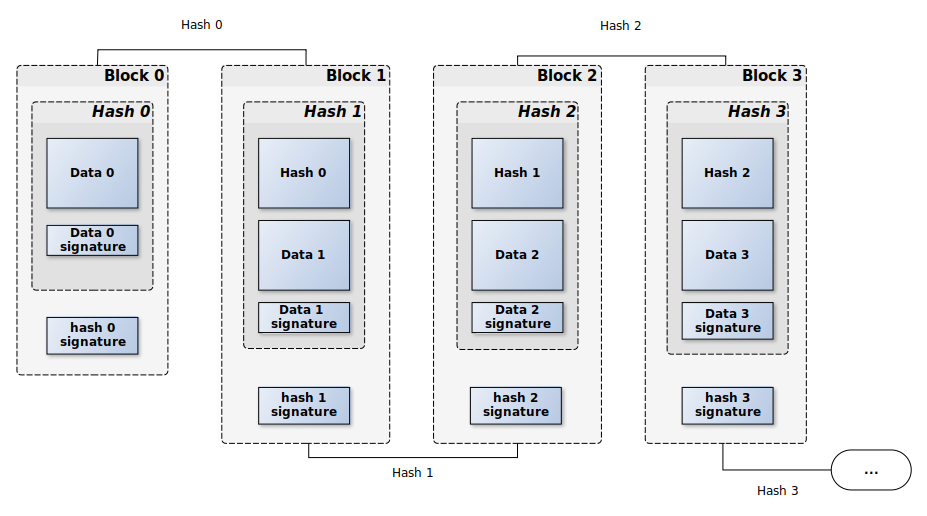 Hash 0
Hash 2
Block 0
Hash 0
Data 0
Data 0
signature
hash 0
signature
Block 1
Hash 1
Hash 0
Data 1
Data 1
signature
hash 1
signature
Block 2
Hash 2
Hash 1
Data 2
Data 2
signature
hash 2
signature
Block 3
Hash 3
Hash 2
Data 3
Data 3
signature
hash 3
signature
Hash 1
Hash 3
...